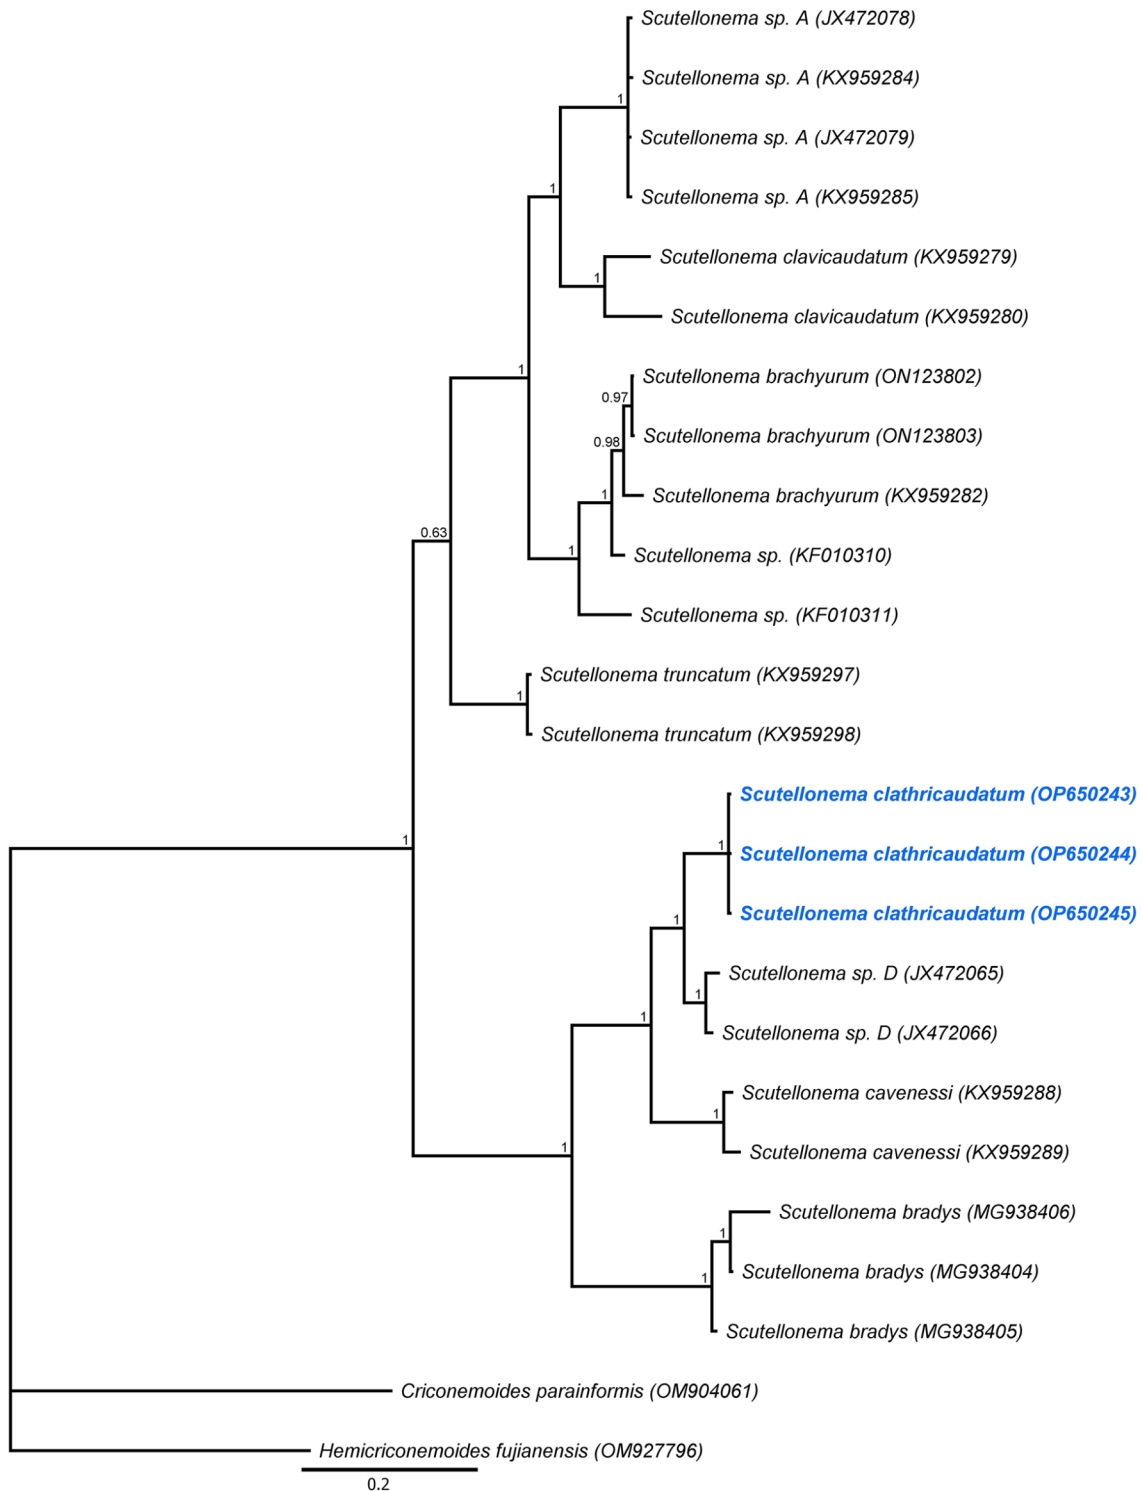 Scutellonema sp. A (JX472078)
Scutellonema sp. A (KX959284)
1
Scutellonema sp. A (JX472079)
1
Scutellonema sp. A (KX959285)
Scutellonema clavicaudatum (KX959279)
1
Scutellonema clavicaudatum (KX959280)
1
Scutellonema brachyurum (ON123802)
0.97
Scutellonema brachyurum (ON123803)
0.98
Scutellonema brachyurum (KX959282)
1
Scutellonema sp. (KF010310)
1
0.63
Scutellonema sp. (KF010311)
Scutellonema truncatum (KX959297)
1
Scutellonema truncatum (KX959298)
Scutellonema clathricaudatum (OP650243)
1
1
Scutellonema clathricaudatum (OP650244)
Scutellonema clathricaudatum (OP650245)
1
Scutellonema sp. D (JX472065)
1
1
Scutellonema sp. D (JX472066)
Scutellonema cavenessi (KX959288)
1
1
Scutellonema cavenessi (KX959289)
Scutellonema bradys (MG938406)
1
Scutellonema bradys (MG938404)
1
Scutellonema bradys (MG938405)
Criconemoides parainformis (OM904061)
Hemicriconemoides fujianensis (OM927796)
0.2